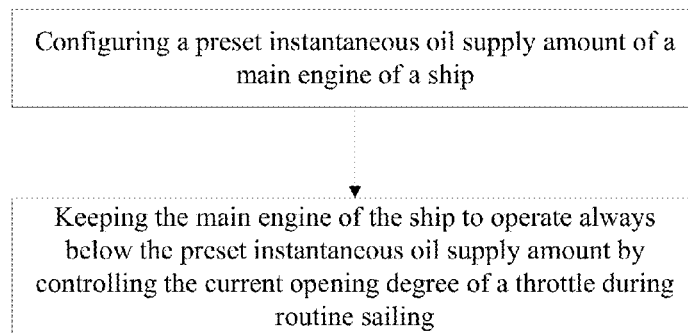 Configuring a preset instantaneous oil supply amount of a
main engine of a ship
Keeping the main engine of the ship to operate always
below the preset instantaneous oil supply amount by
controlling the current opening degree of a throttle during
routine sailing